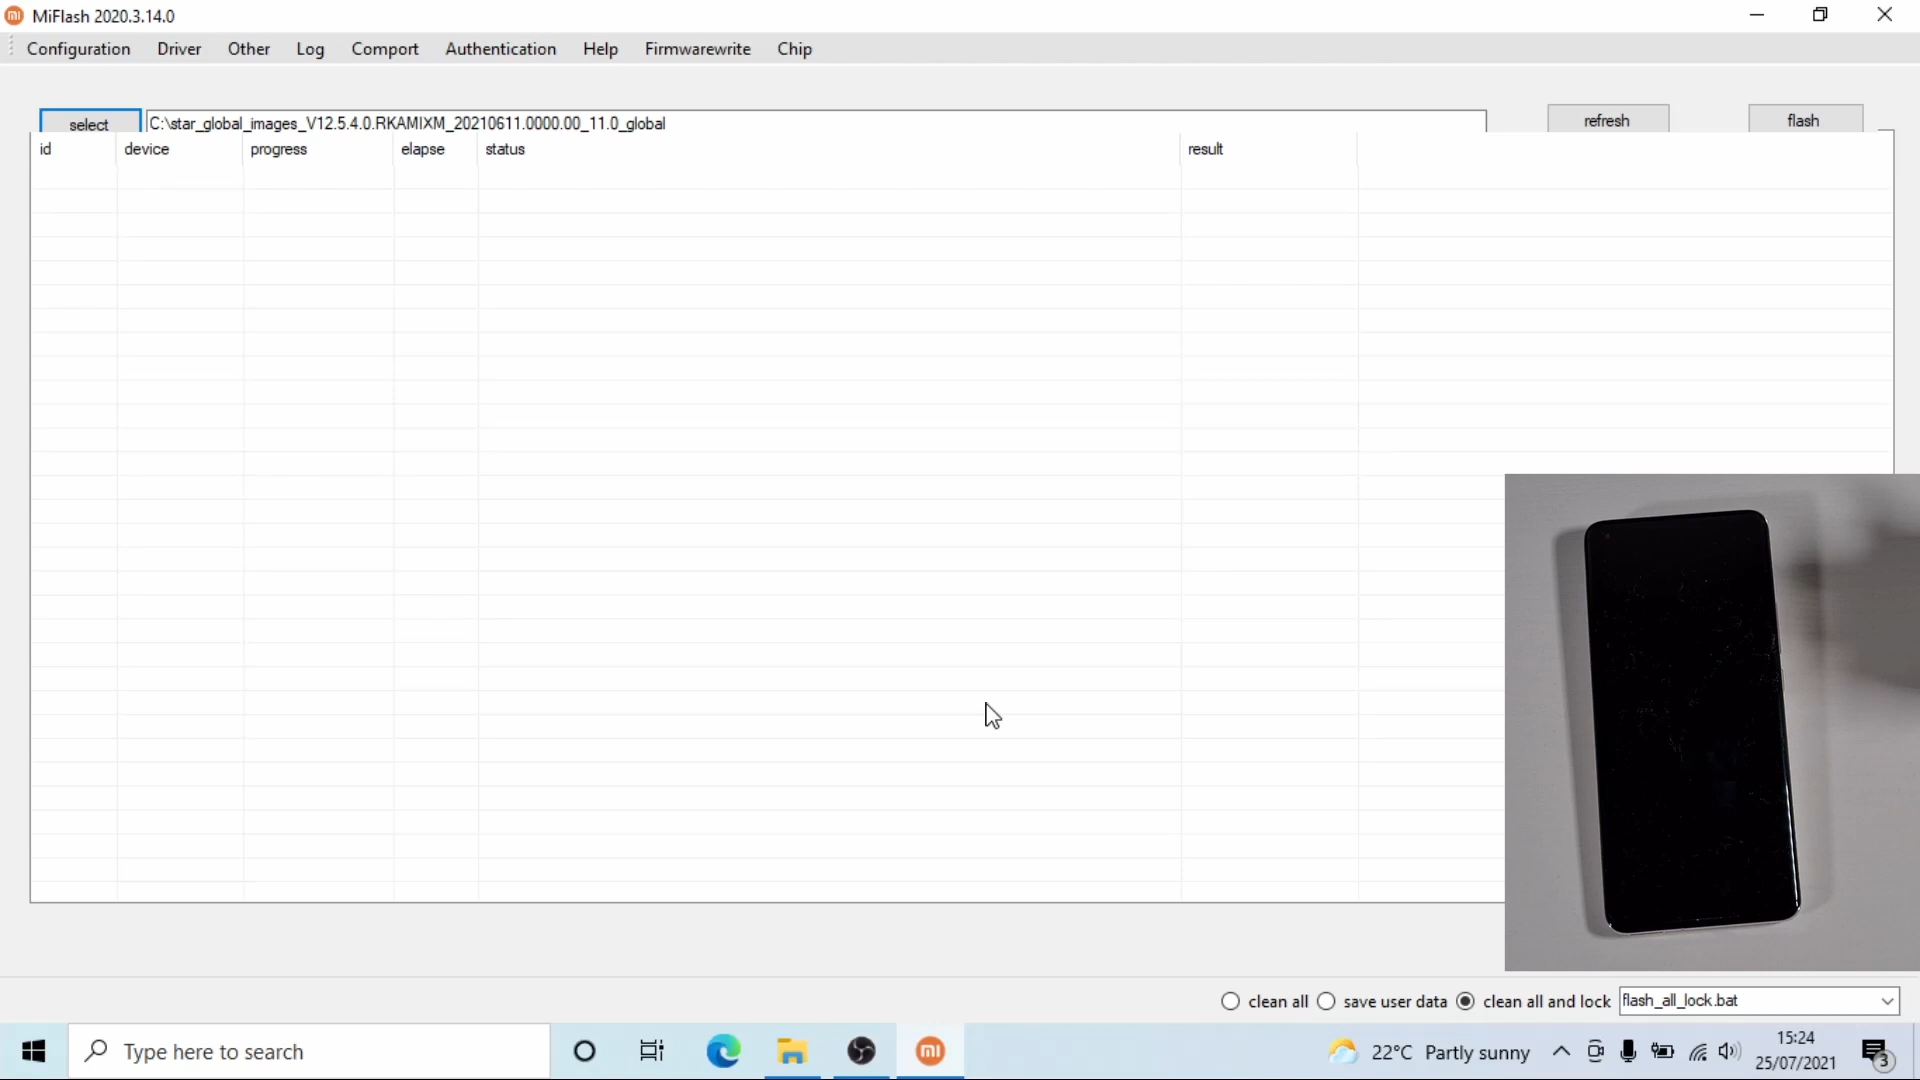 MiFlash 2020.3.14.0
Configuration Driver Other Log Comport Authentication Help Firmwarewrite Chip
select C:\star_global_images_V12.5.4.0.RKAMIXM_20210611.0000.00_11.0_global refresh flash
id device progress elapse status result
clean all save user data clean all and lock flash_all_lock.bat
Type here to search 22°C Partly sunny 15:24
25/07/2021
3